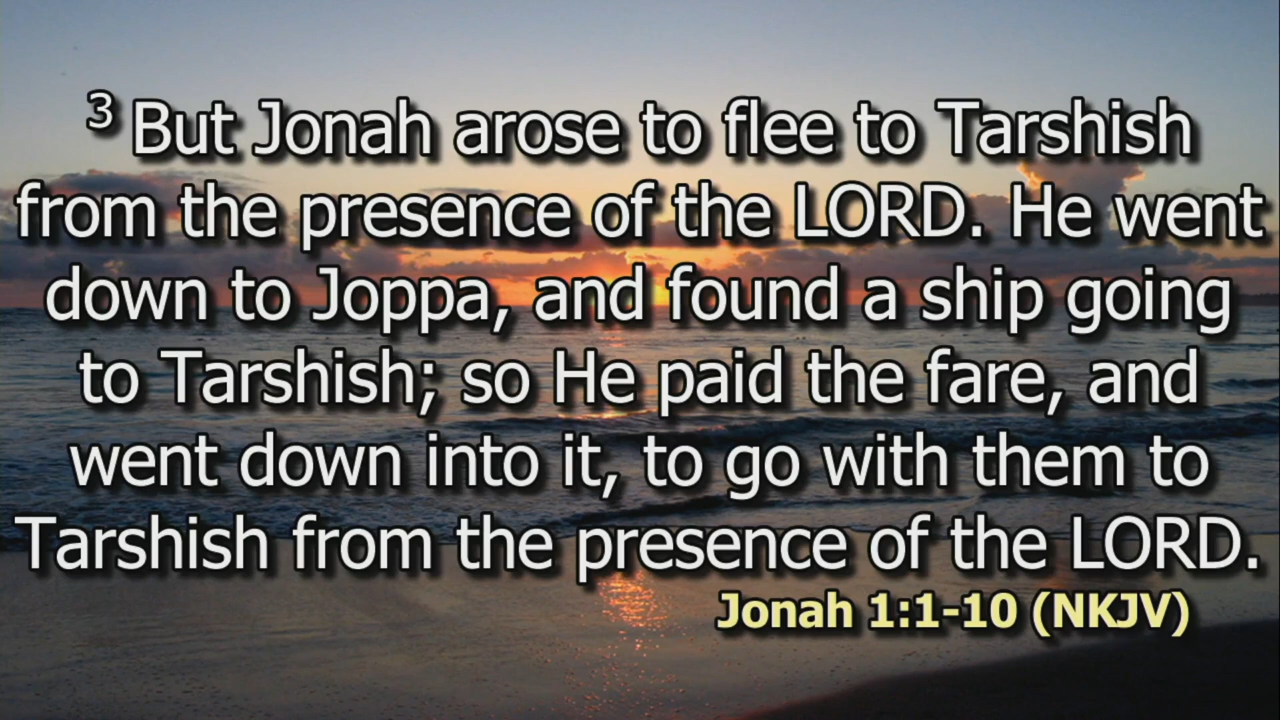 3 But Jonah arose to flee to Tarshish
from the presence of the LORD. He went
down to Joppa, and found a ship going
to Tarshish; so He paid the fare, and
went down into it, to go with them to
Tarshish from the presence of the LORD.
Jonah 1:1-10 (NKJV)